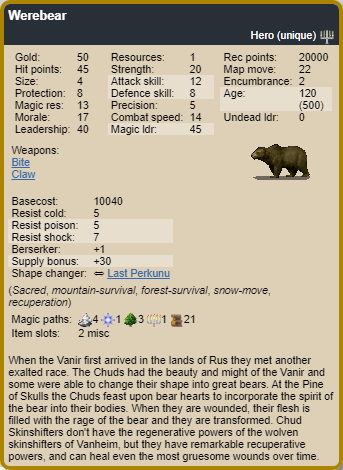 Werebear
Hero (unique)
Gold: 50 Resources: 1 Rec points: 20000
Hit points: 45 Strength: 20 Map move: 22
Size: 4 Attack skill: 12 Encumbrance: 2
Protection: 8 Defence skill: 8 Age: 120
Magic res: 13 Precision: 5 (500)
Morale: 17 Combat speed: 14 Undead ldr: 0
Leadership: 40 Magic ldr: 45
Weapons:
Bite
Claw
Basecost: 10040
Resist cold: 5
Resist poison: 5
Resist shock: 7
Berserker: +1
Supply bonus: +30
Shape changer: ⇔ Last Perkunu
(Sacred, mountain-survival, forest-survival, snow-move,
recuperation)
Magic paths: 4 1 3 1 21
Item slots: 2 misc
When the Vanir first arrived in the lands of Rus they met another
exalted race. The Chuds had the beauty and might of the Vanir and
some were able to change their shape into great bears. At the Pine
of Skulls the Chuds feast upon bear hearts to incorporate the spirit of
the bear into their bodies. When they are wounded, their flesh is
filled with the rage of the bear and they are transformed. Chud
Skinshifters don't have the regenerative powers of the wolven
skinshifters of Vanheim, but they have remarkable recuperative
powers, and can heal even the most gruesome wounds over time.